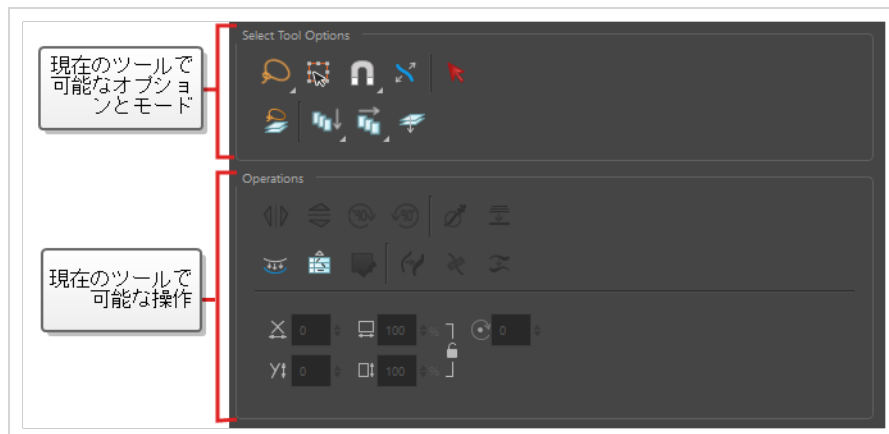 Select Tool Options
現在のツールで
可能なオプショ
ンとモード
Operations
90
90
現在のツールで
可能な操作
X 0 100 % 0
Y 0 100 %